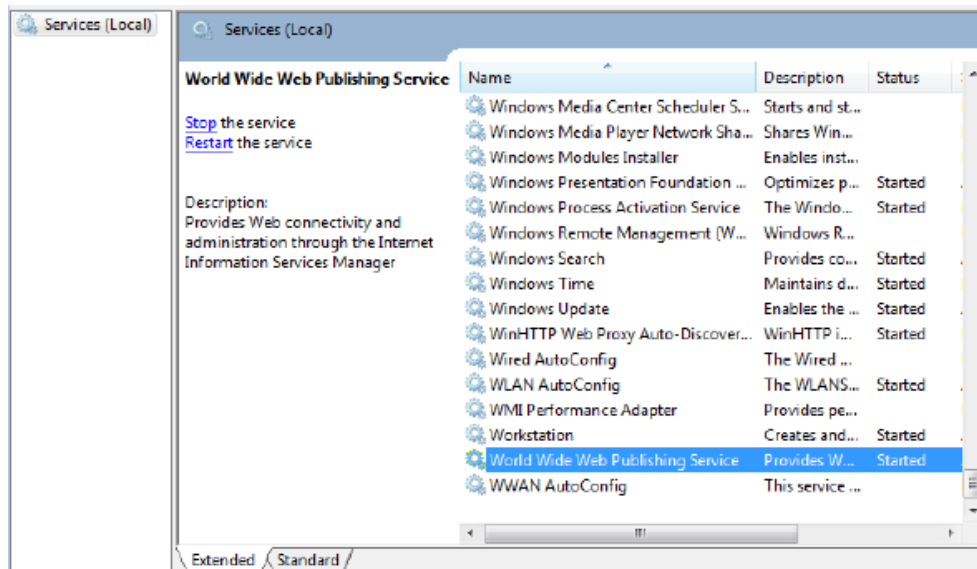 Services (Local)
Services (Local)
World Wide Web Publishing Service
Stop the service
Restart the service
Description:
Provides Web connectivity and
administration through the Internet
Information Services Manager
Name Description Status
Windows Media Center Scheduler S... Starts and st...
Windows Media Player Network Sha... Shares Win...
Windows Modules Installer Enables inst...
Windows Presentation Foundation ... Optimizes p... Started
Windows Process Activation Service The Windo... Started
Windows Remote Management (W... Windows R...
Windows Search Provides co... Started
Windows Time Maintains d... Started
Windows Update Enables the ... Started
WinHTTP Web Proxy Auto-Discover... WinHTTP i... Started
Wired AutoConfig The Wired ...
WLAN AutoConfig The WLANS... Started
WMI Performance Adapter Provides pe...
Workstation Creates and... Started
World Wide Web Publishing Service Provides W... Started
WWAN AutoConfig This service ...
Extended Standard